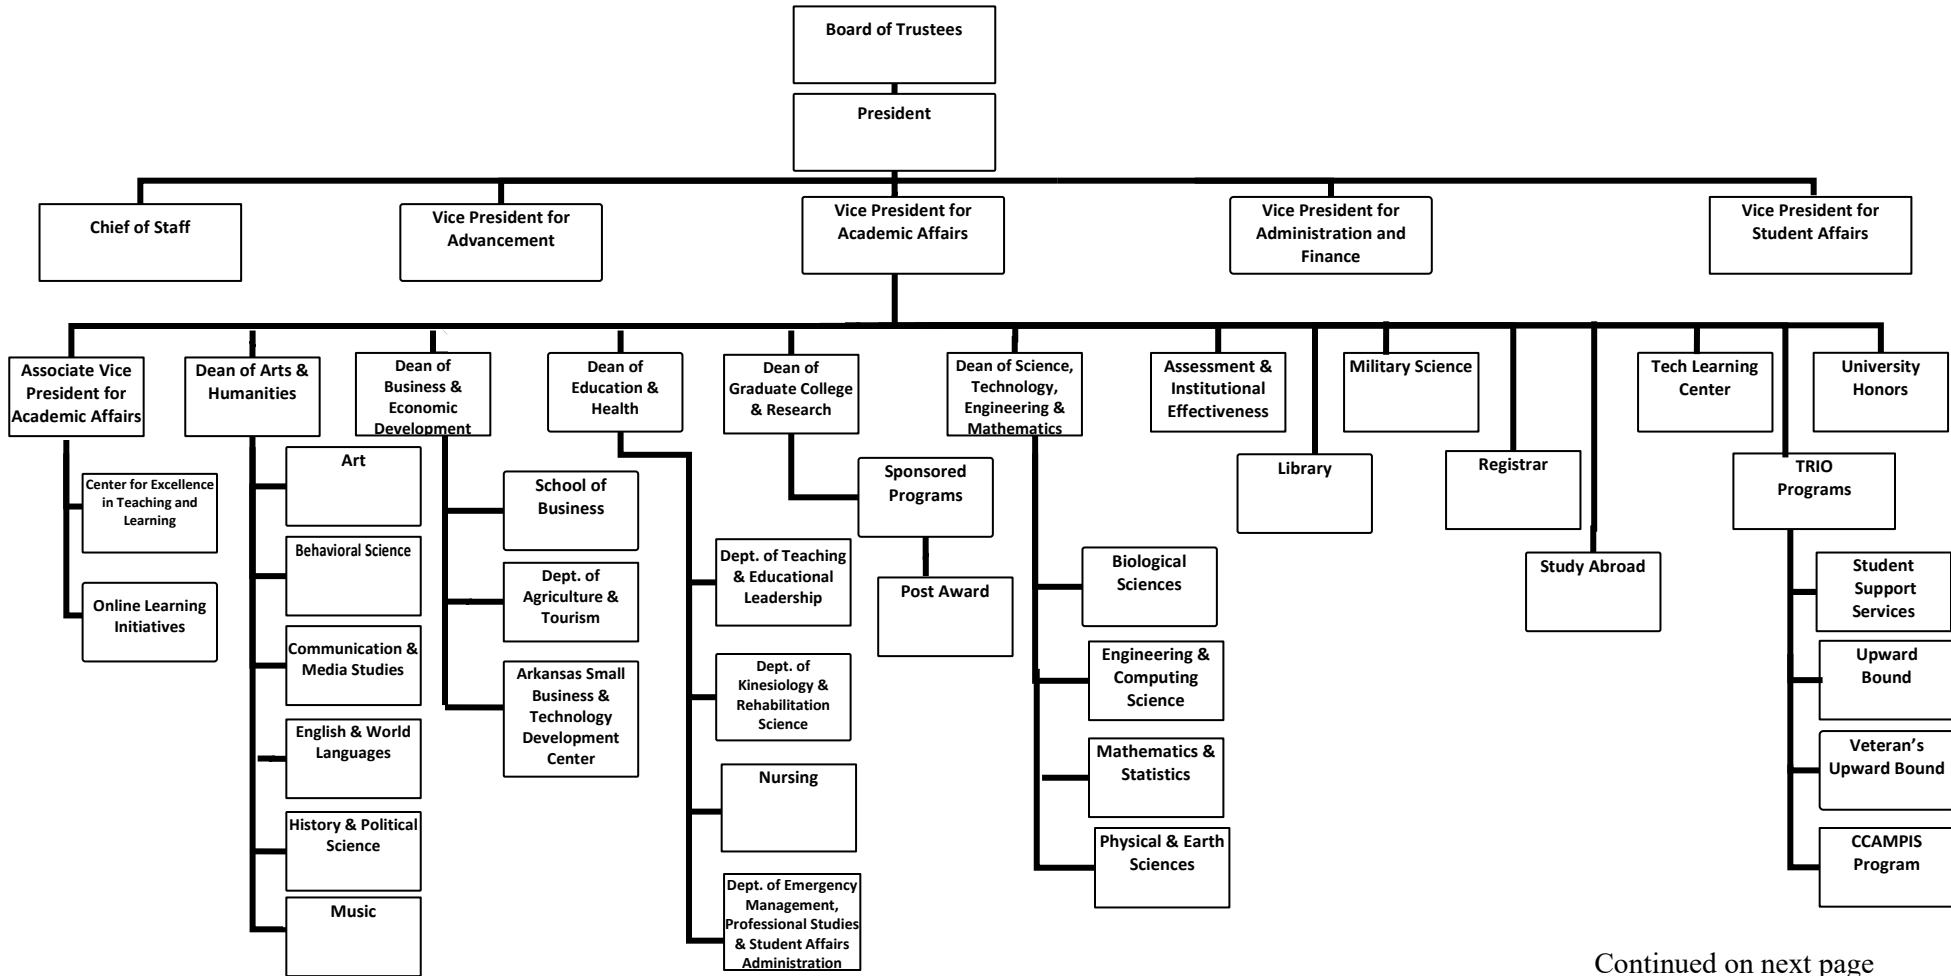 Board of Trustees
President
Chief of Staff
Vice President for
Advancement
Vice President for
Academic Affairs
Vice President for
Administration and
Finance
Vice President for
Student Affairs
Associate Vice
President for
Academic Affairs
Dean of Arts &
Humanities
Dean of
Business &
Economic
Development
Dean of
Education &
Health
Dean of
Graduate College
& Research
Dean of Science,
Technology,
Engineering &
Mathematics
Assessment &
Institutional
Effectiveness
Military Science
Tech Learning
Center
University
Honors
Center for Excellence
in Teaching and
Learning
Online Learning
Initiatives
Art
Behavioral Science
Communication &
Media Studies
English & World
Languages
History & Political
Science
Music
School of
Business
Dept. of
Agriculture &
Tourism
Arkansas Small
Business &
Technology
Development
Center
Dept. of Teaching
& Educational
Leadership
Dept. of
Kinesiology &
Rehabilitation
Science
Nursing
Dept. of Emergency
Management,
Professional Studies
& Student Affairs
Administration
Sponsored
Programs
Post Award
Biological
Sciences
Engineering &
Computing
Science
Mathematics &
Statistics
Physical & Earth
Sciences
Library
Registrar
Study Abroad
TRIO
Programs
Student
Support
Services
Upward
Bound
Veteran’s
Upward Bound
CCAMPIS
Program
Continued on next page